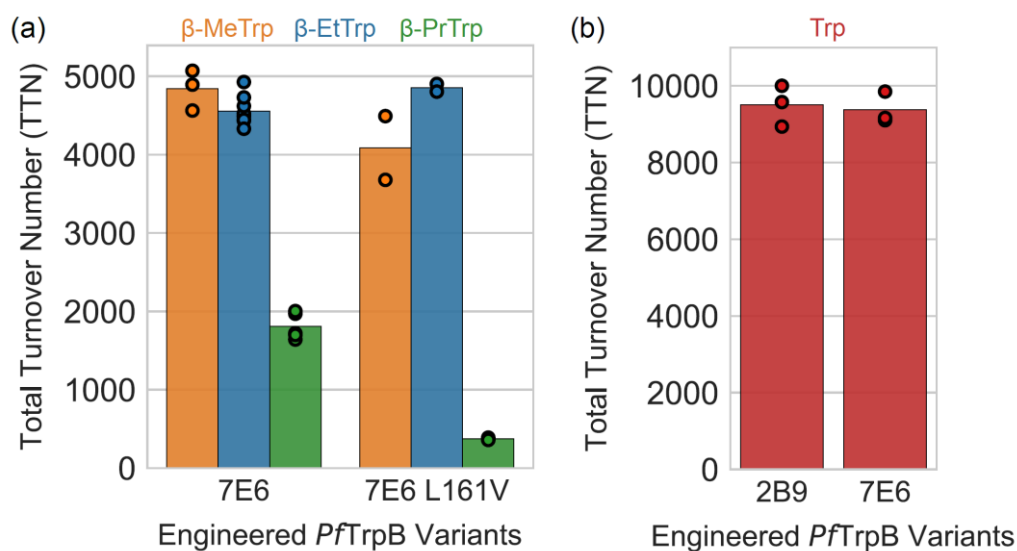 (a) β-MeTrp β-EtTrp β-PrTrp
Total Turnover Number (TTN)
5000
4000
3000
2000
1000
0
7E6 7E6 L161V
Engineered PfTrpB Variants
(b) Trp
Total Turnover Number (TTN)
10000
8000
6000
4000
2000
0
2B9 7E6
Engineered PfTrpB Variants